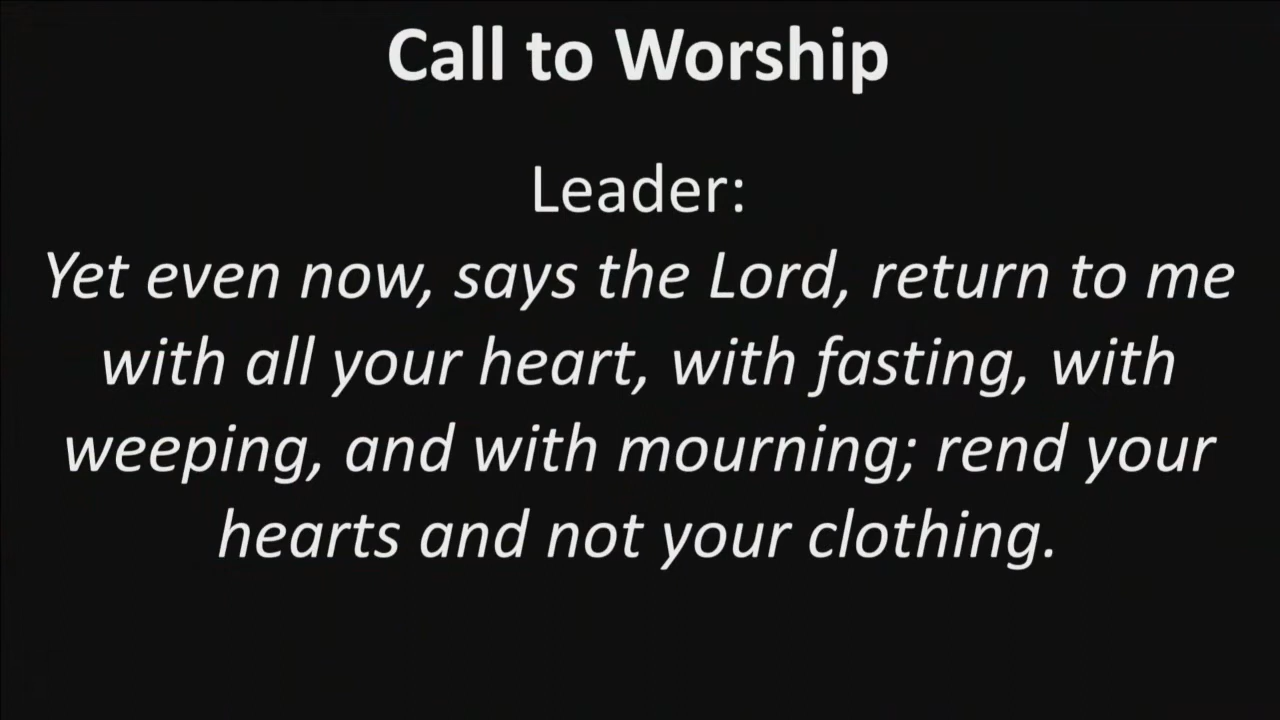 Call to Worship
Leader:
Yet even now, says the Lord, return to me
with all your heart, with fasting, with
weeping, and with mourning; rend your
hearts and not your clothing.